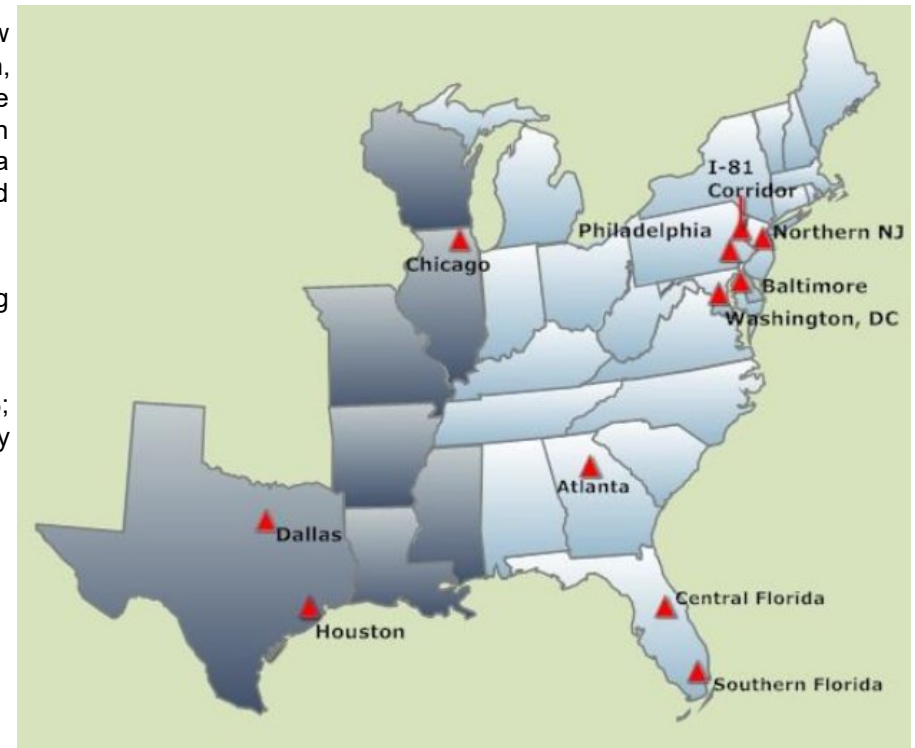 I-81
Corridor
Philadelphia
Northern NJ
Chicago
Baltimore
Washington, DC
Atlanta
Dallas
Central Florida
Houston
Southern Florida